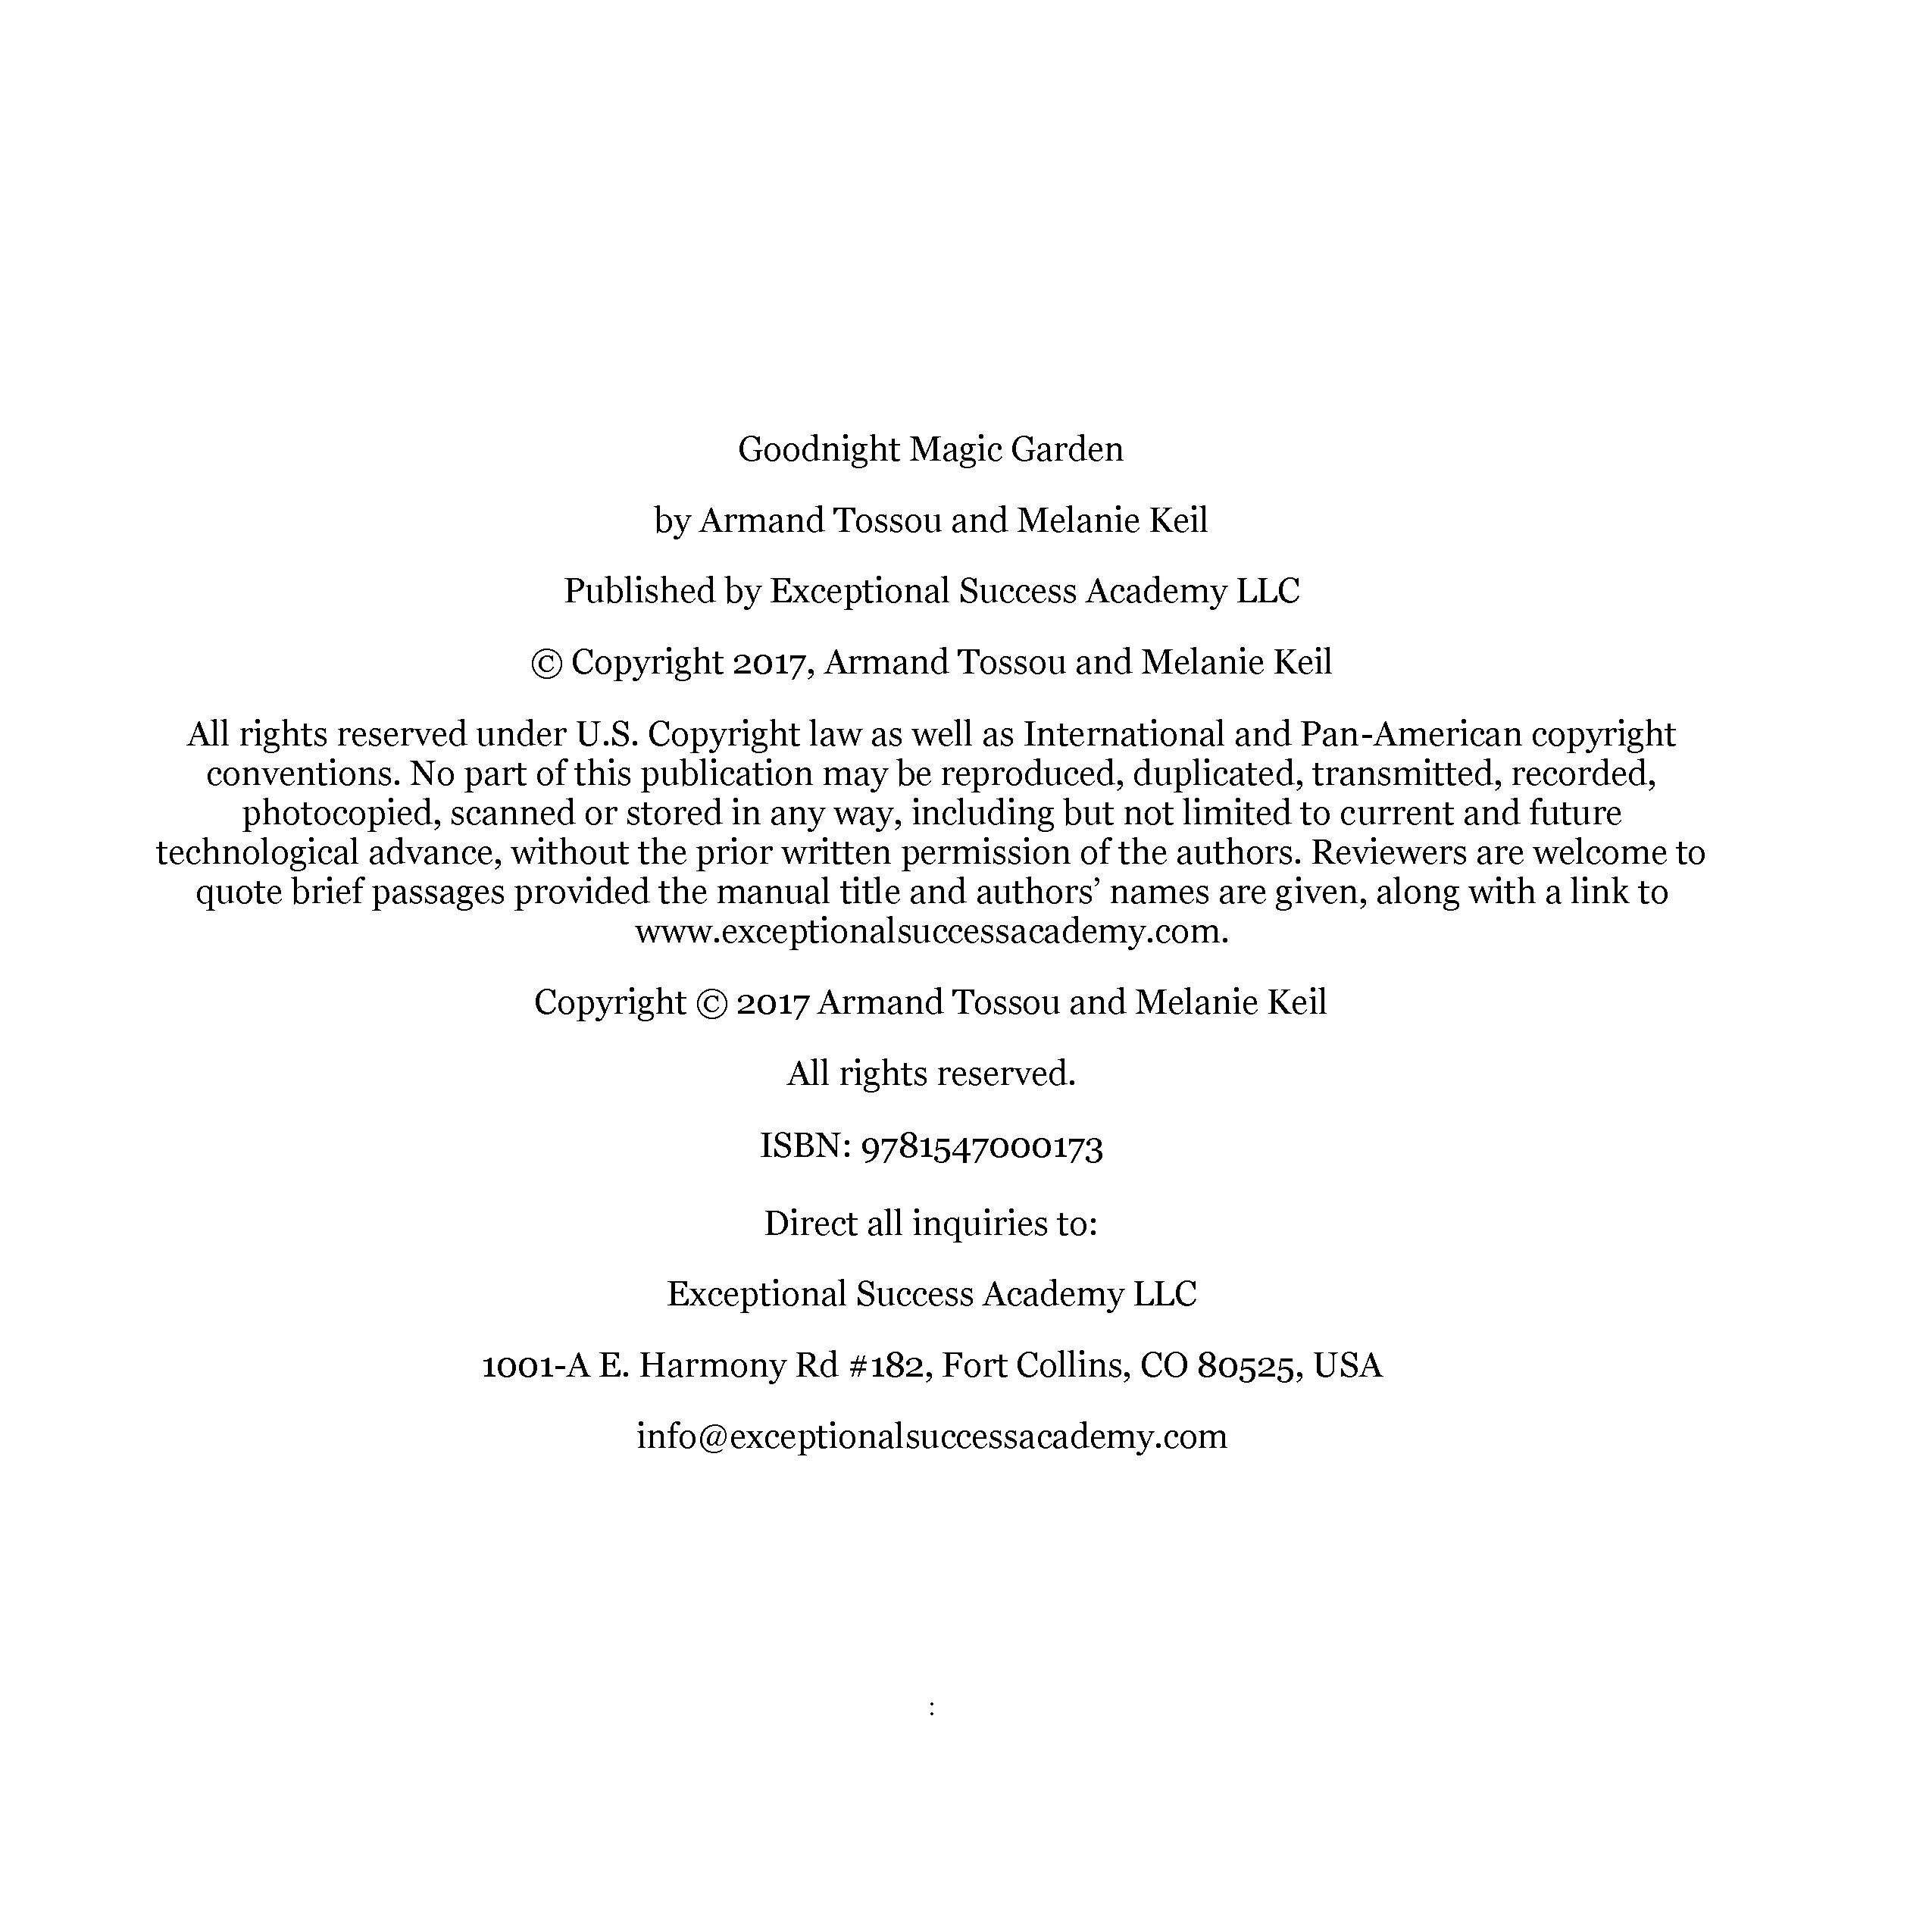 Goodnight Magic Garden
by Armand Tossou and Melanie Keil
Published by Exceptional Success Academy LLC
© Copyright 2017, Armand Tossou and Melanie Keil
All rights reserved under U.S. Copyright law as well as International and Pan-American copyright
conventions. No part of this publication may be reproduced, duplicated, transmitted, recorded,
photocopied, scanned or stored in any way, including but not limited to current and future
technological advance, without the prior written permission of the authors. Reviewers are welcome to
quote brief passages provided the manual title and authors’ names are given, along with a link to
www.exceptionalsuccessacademy.com.
Copyright © 2017 Armand Tossou and Melanie Keil
All rights reserved.
ISBN: 9781547000173
Direct all inquiries to:
Exceptional Success Academy LLC
1001-A E. Harmony Rd #182, Fort Collins, CO 80525, USA
info@exceptionalsuccessacademy.com
: